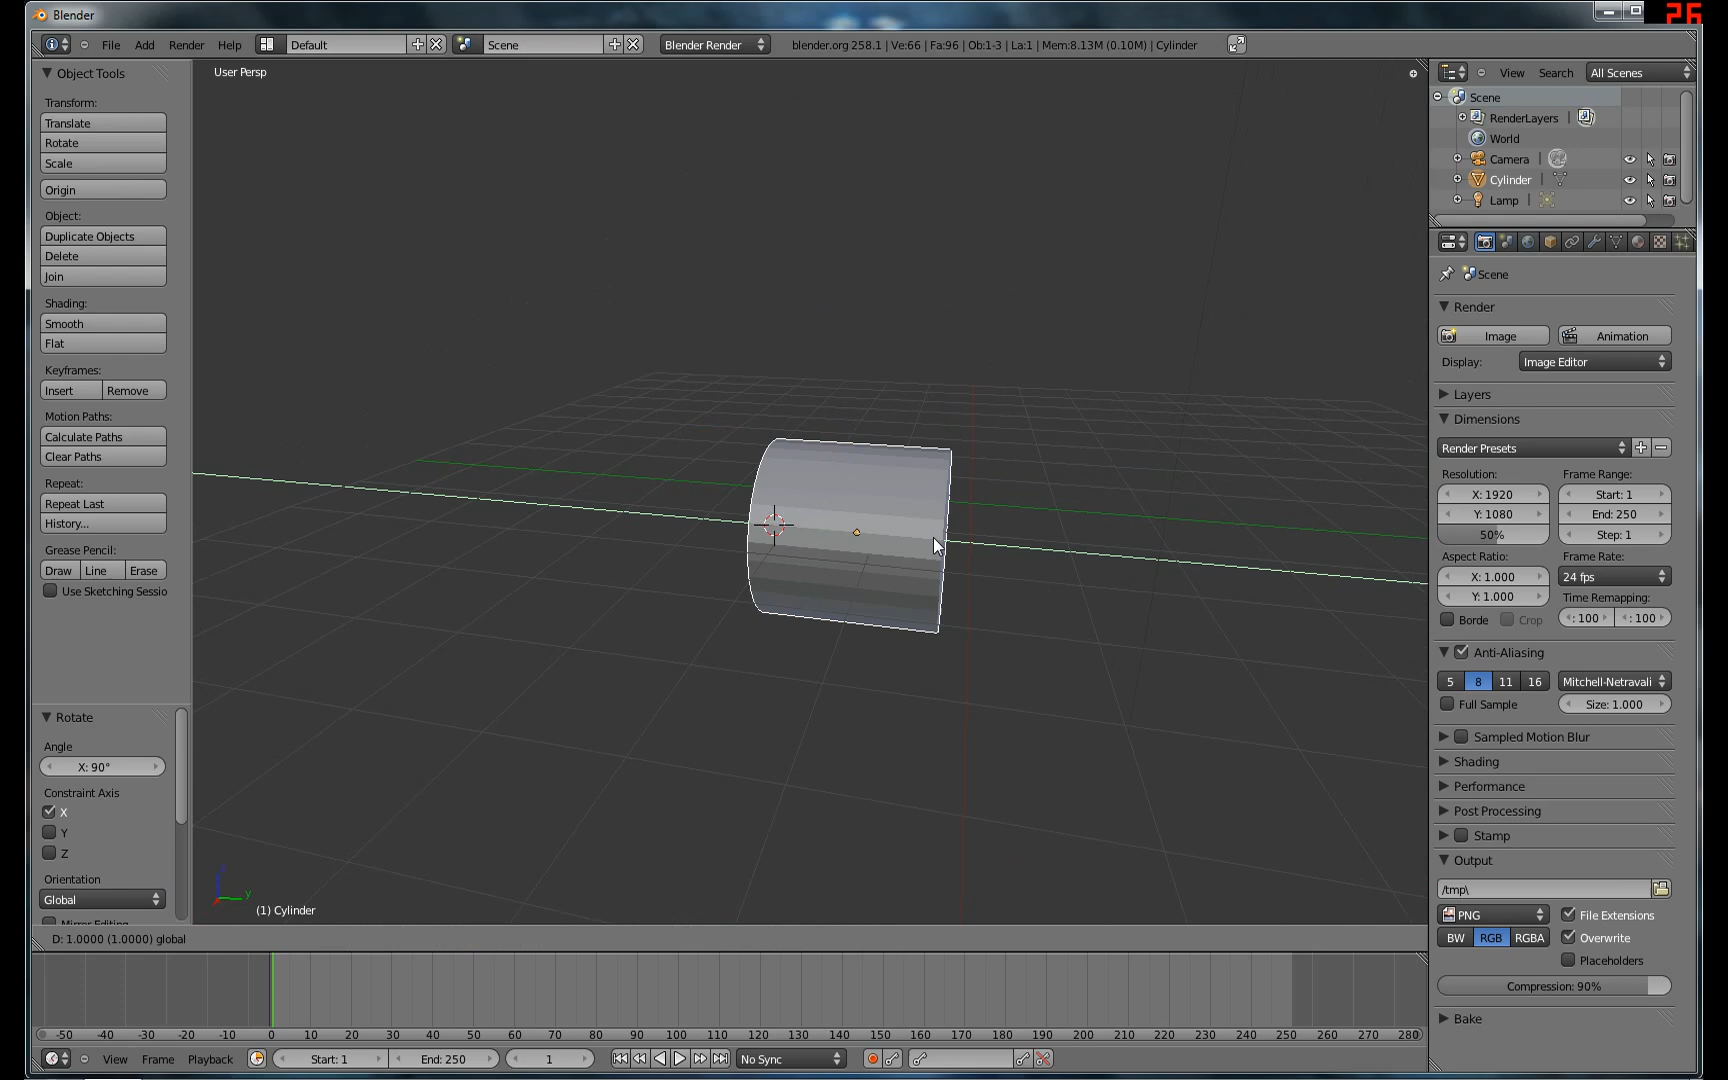 Blender
26
File Add Render Help Default Scene Blender Render blender.org 258.1 | Ve:66 | Fa:96 | Ob:1-3 | La:1 | Mem:8.13M (0.10M) | Cylinder
Object Tools
Transform:
Translate
Rotate
Scale
Origin
Object:
Duplicate Objects
Delete
Join
Shading:
Smooth
Flat
Keyframes:
Insert Remove
Motion Paths:
Calculate Paths
Clear Paths
Repeat:
Repeat Last
History...
Grease Pencil:
Draw Line Erase
Use Sketching Sessio
Rotate
Angle
X: 90°
Constraint Axis
X
Y
Z
Orientation
Global
User Persp
y
(1) Cylinder
D: 1.0000 (1.0000) global
View Search All Scenes
Scene
RenderLayers
World
Camera
Cylinder
Lamp
Scene
Render
Image Animation
Display: Image Editor
Layers
Dimensions
Render Presets
Resolution: Frame Range:
X: 1920 Start: 1
Y: 1080 End: 250
50% Step: 1
Aspect Ratio: Frame Rate:
X: 1.000 24 fps
Y: 1.000 Time Remapping:
Borde Crop : 100 : 100
Anti-Aliasing
5 8 11 16 Mitchell-Netravali
Full Sample Size: 1.000
Sampled Motion Blur
Shading
Performance
Post Processing
Stamp
Output
/tmp\
PNG File Extensions
BW RGB RGBA Overwrite
Placeholders
Compression: 90%
Bake
-50 -40 -30 -20 -10 0 10 20 30 40 50 60 70 80 90 100 110 120 130 140 150 160 170 180 190 200 210 220 230 240 250 260 270 280
View Frame Playback Start: 1 End: 250 1 No Sync